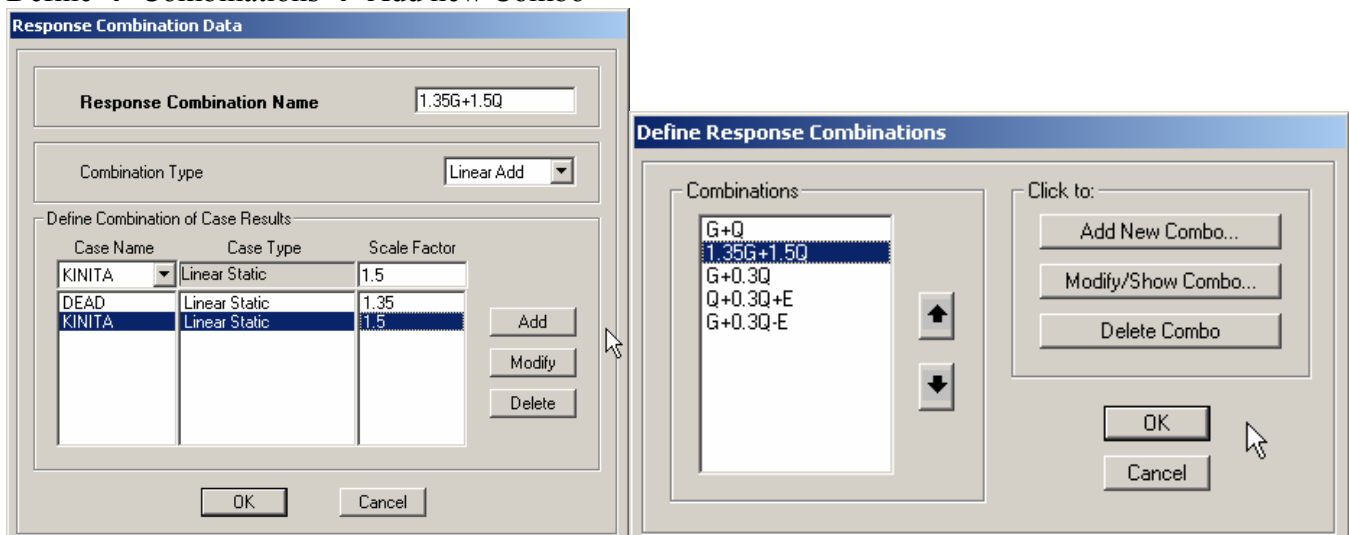 Response Combination Data
Response Combination Name 1.35G+1.5Q
Combination Type Linear Add
Define Combination of Case Results
Case Name Case Type Scale Factor
KINITA Linear Static 1.5
DEAD Linear Static 1.35
KINITA Linear Static 1.5
Add
Modify
Delete
OK Cancel
Define Response Combinations
Combinations
G+Q
1.35G+1.5Q
G+0.3Q
Q+0.3Q+E
G+0.3Q-E
Click to:
Add New Combo...
Modify/Show Combo...
Delete Combo
OK
Cancel